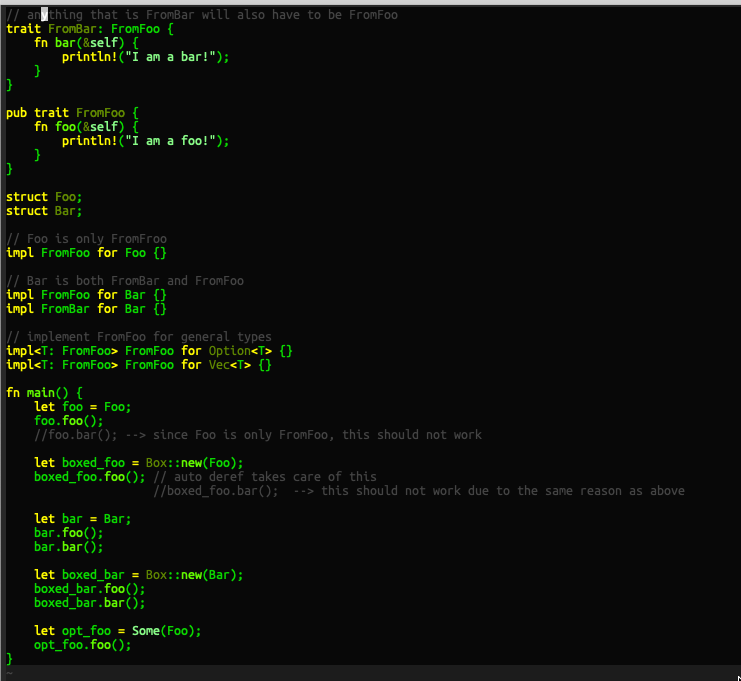 // anything that is FromBar will also have to be FromFoo
trait FromBar: FromFoo {
    fn bar(&self) {
        println!("I am a bar!");
    }
}

pub trait FromFoo {
    fn foo(&self) {
        println!("I am a foo!");
    }
}

struct Foo;
struct Bar;

// Foo is only FromFroo
impl FromFoo for Foo {}

// Bar is both FromBar and FromFoo
impl FromFoo for Bar {}
impl FromBar for Bar {}

// implement FromFoo for general types
impl<T: FromFoo> FromFoo for Option<T> {}
impl<T: FromFoo> FromFoo for Vec<T> {}

fn main() {
    let foo = Foo;
    foo.foo();
    //foo.bar(); --> since Foo is only FromFoo, this should not work

    let boxed_foo = Box::new(Foo);
    boxed_foo.foo(); // auto deref takes care of this
                     //boxed_foo.bar();  --> this should not work due to the same reason as above

    let bar = Bar;
    bar.foo();
    bar.bar();

    let boxed_bar = Box::new(Bar);
    boxed_bar.foo();
    boxed_bar.bar();

    let opt_foo = Some(Foo);
    opt_foo.foo();
}
~